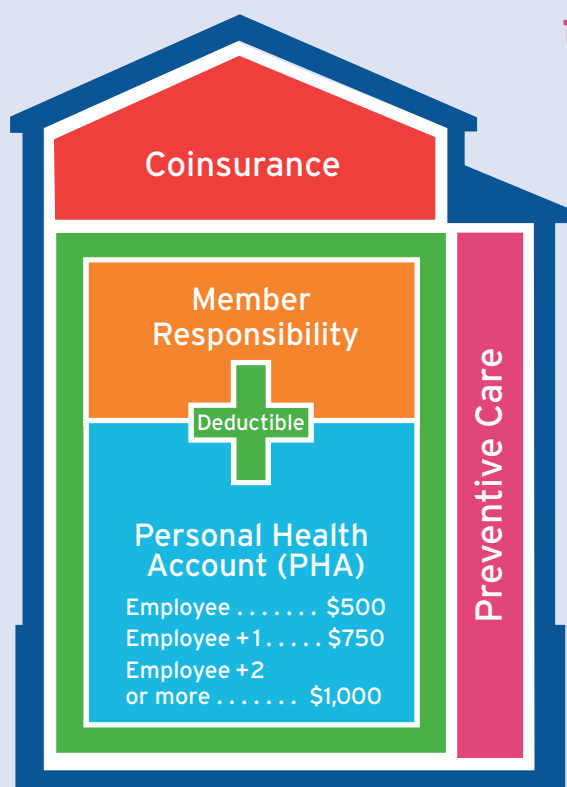 Coinsurance
Member
Responsibility
Deductible
Personal Health
Account (PHA)
Employee . . . . . . . $500
Employee +1 . . . . . $750
Employee +2
or more . . . . . . . $1,000
Preventive Care